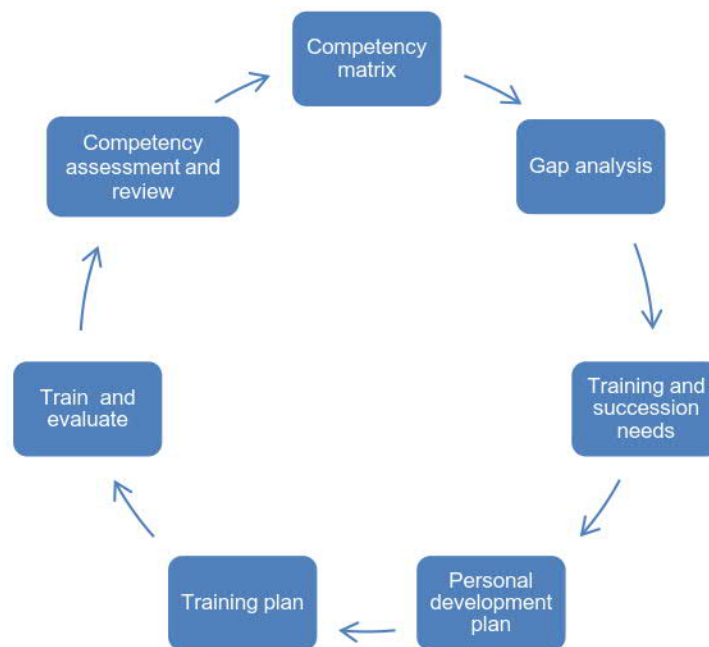 Competency
matrix
Gap analysis
Training and
succession
needs
Personal
development
plan
Training plan
Train and
evaluate
Competency
assessment and
review